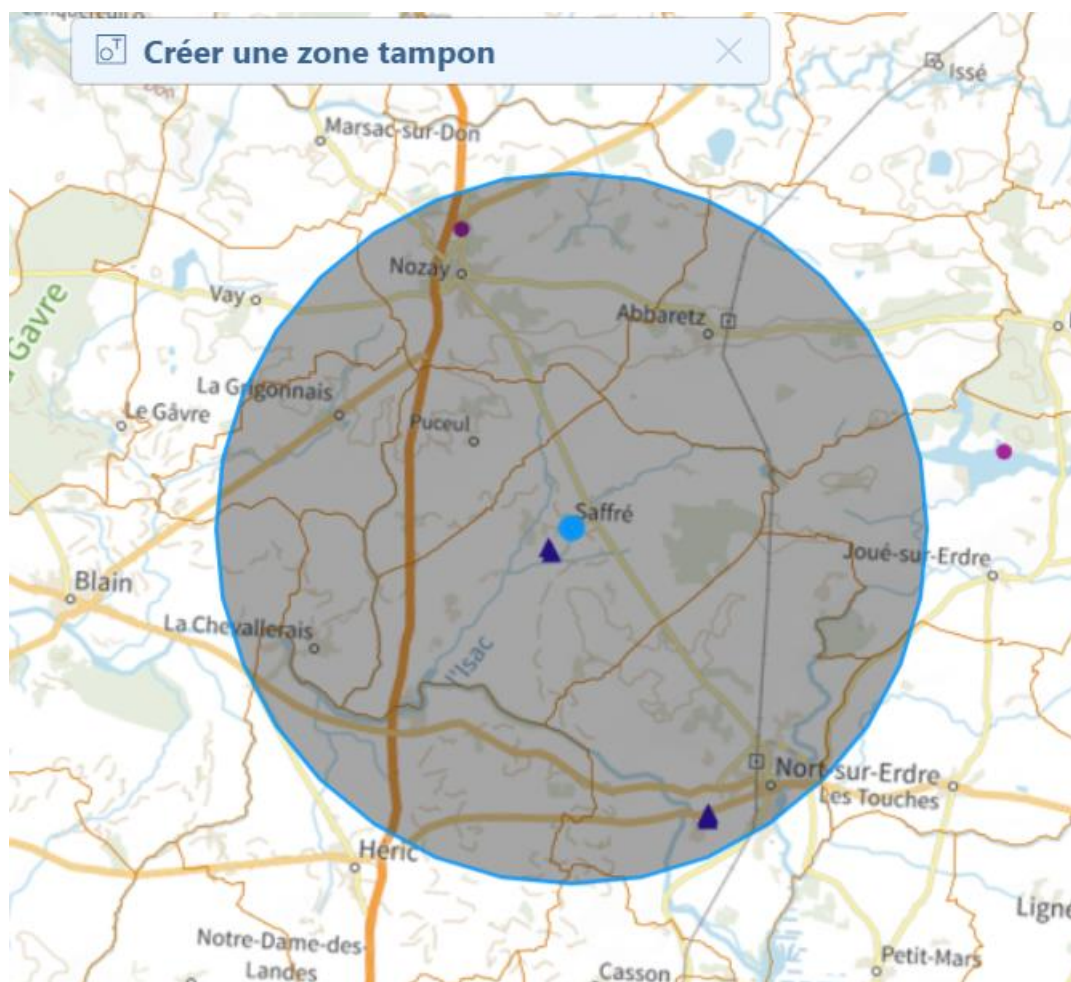 Créer une zone tampon
Issé
Don
Marsac-sur-Don
Nozay
Vay
Abbaretz
Gavre
La Grigonnais
Le Gâvre
Puceul
Saffré
Joué-sur-Erdre
Blain
La Chevallerais
l'Isac
Nort-sur-Erdre
Les Touches
Héric
Ligné
Notre-Dame-des-
Landes
Casson
Petit-Mars